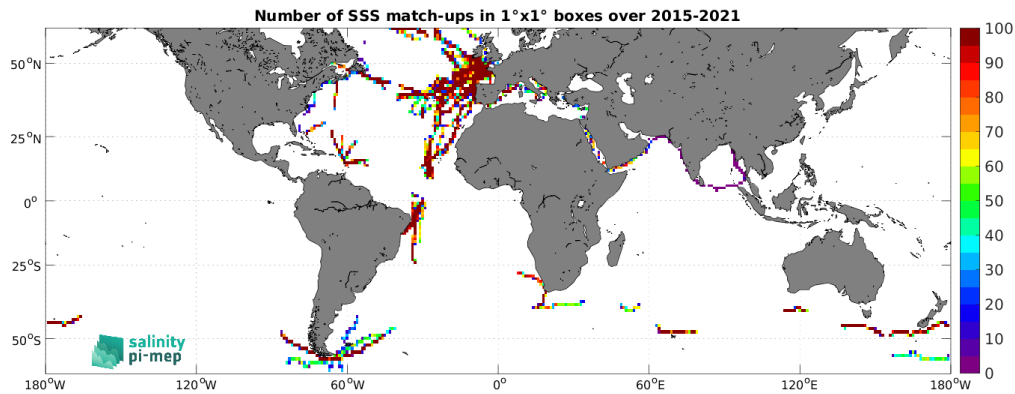 Number of SSS match-ups in 1°x1° boxes over 2015-2021
100
90
80
70
60
50
40
30
20
10
0
50°N
25°N
0°
25°S
50°S
salinity
pi-mep
180°W 120°W 60°W 0° 60°E 120°E 180°W